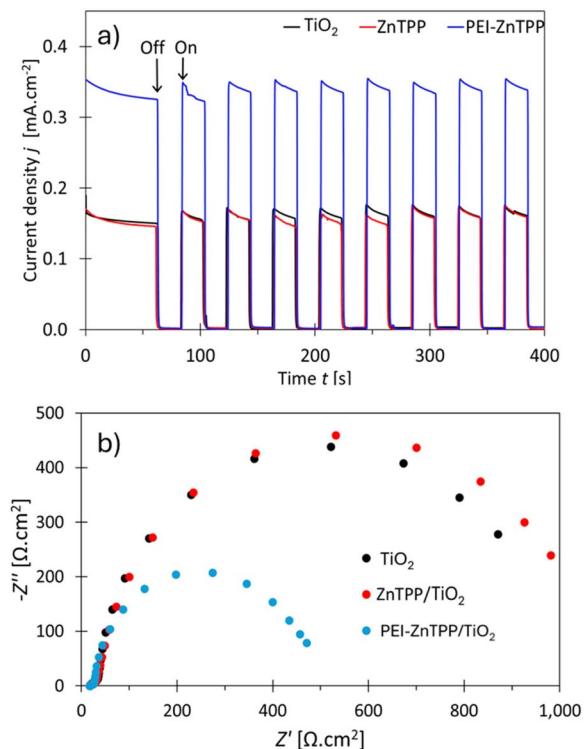 a)
TiO₂ ZnTPP PEI-ZnTPP
Off On
Current density j [mA.cm⁻²]
0.4
0.3
0.2
0.1
0.0
0 100 200 300 400
Time t [s]
b)
-Z'' [Ω.cm²]
500
400
300
200
100
0
TiO₂
ZnTPP/TiO₂
PEI-ZnTPP/TiO₂
0 200 400 600 800 1,000
Z' [Ω.cm²]